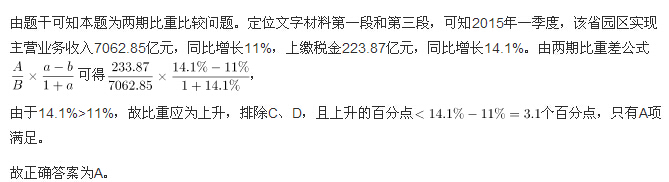 由题干可知本题为两期比重比较问题。定位文字材料第一段和第三段,可知2015年一季度,该省园区实现
主营业务收入7062.85亿元,同比增长11%,上缴税金223.87亿元,同比增长14.1%。由两期比重差公式
A/B × (a − b)/(1 + a) 可得 233.87/7062.85 × (14.1% − 11%)/(1 + 14.1%),
由于14.1%>11%,故比重应为上升,排除C、D,且上升的百分点< 14.1% − 11% = 3.1个百分点,只有A项
满足。
故正确答案为A。